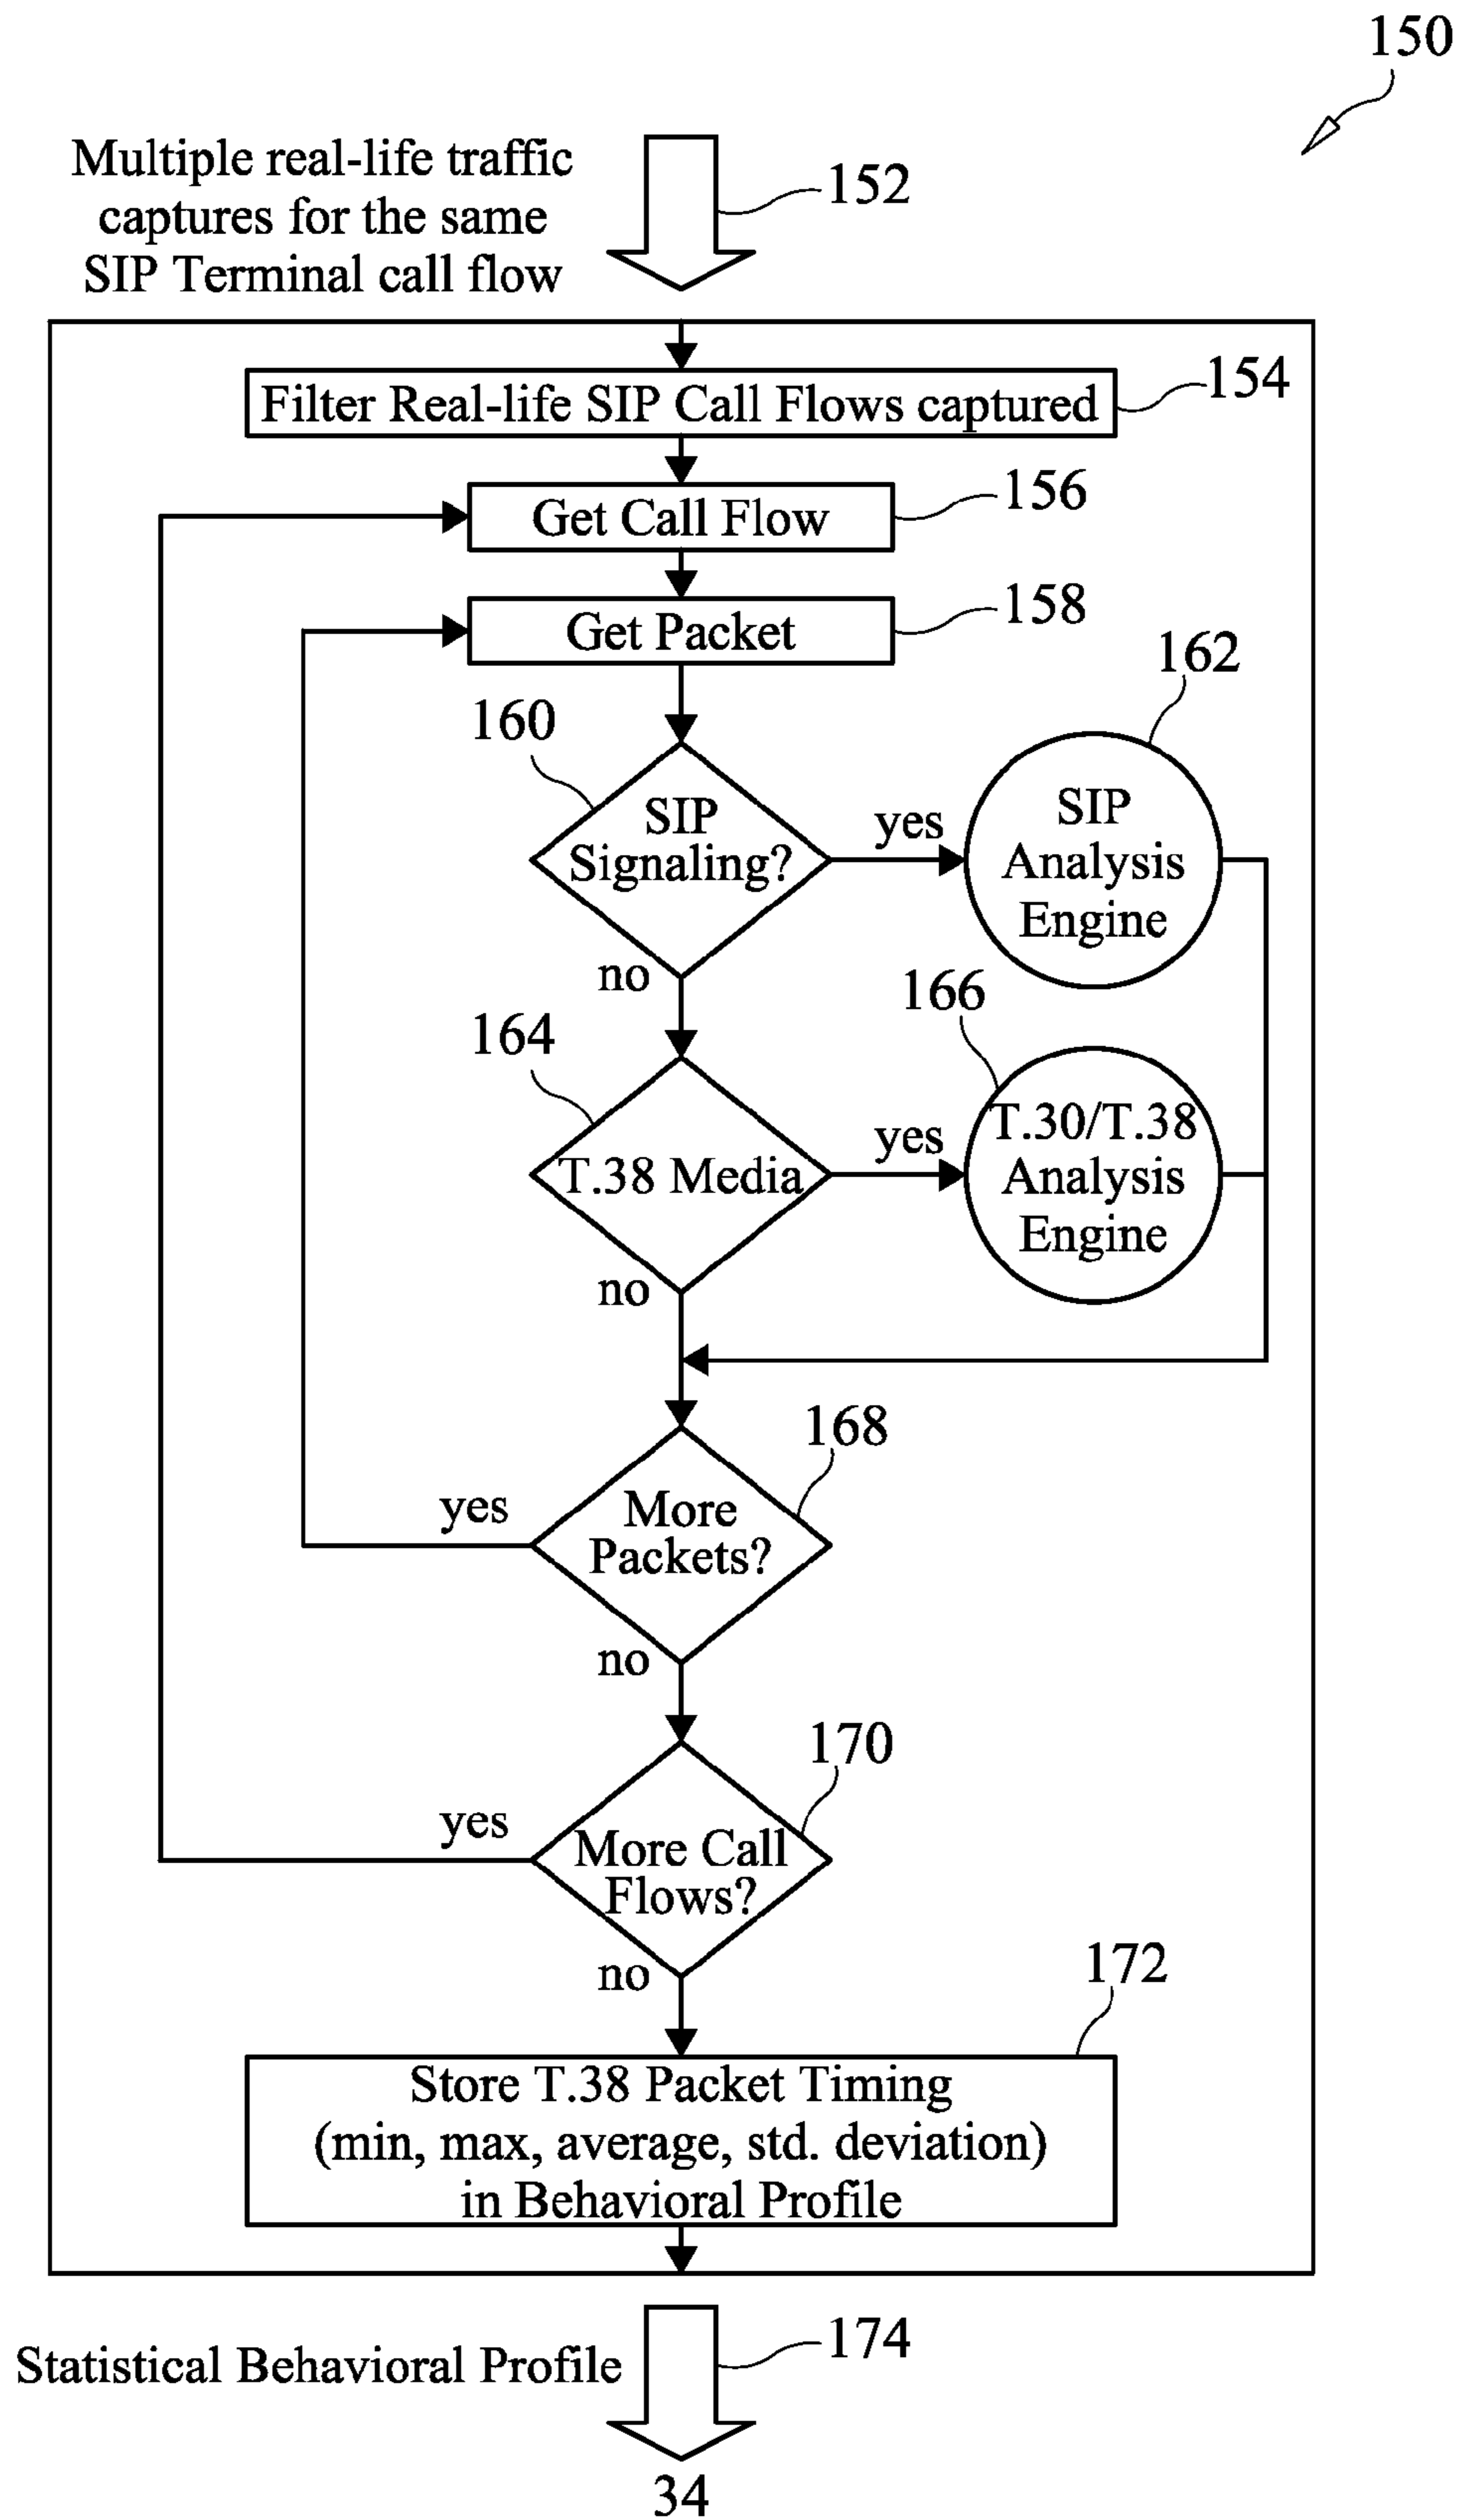 150
Multiple real-life traffic
captures for the same
SIP Terminal call flow
152
Filter Real-life SIP Call Flows captured
154
Get Call Flow
156
Get Packet
158
160
SIP
Signaling?
yes
no
162
SIP
Analysis
Engine
164
T.38 Media
yes
no
166
T.30/T.38
Analysis
Engine
168
More
Packets?
yes
no
170
More Call
Flows?
yes
no
172
Store T.38 Packet Timing
(min, max, average, std. deviation)
in Behavioral Profile
Statistical Behavioral Profile
174
34